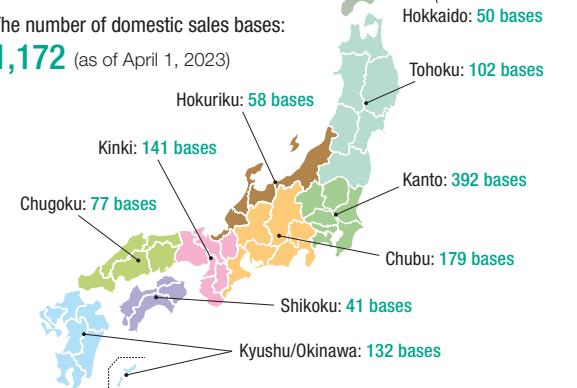 he number of domestic sales bases:
1,172 (as of April 1, 2023)
Hokkaido: 50 bases
Tohoku: 102 bases
Hokuriku: 58 bases
Kinki: 141 bases
Kanto: 392 bases
Chugoku: 77 bases
Chubu: 179 bases
Shikoku: 41 bases
Kyushu/Okinawa: 132 bases